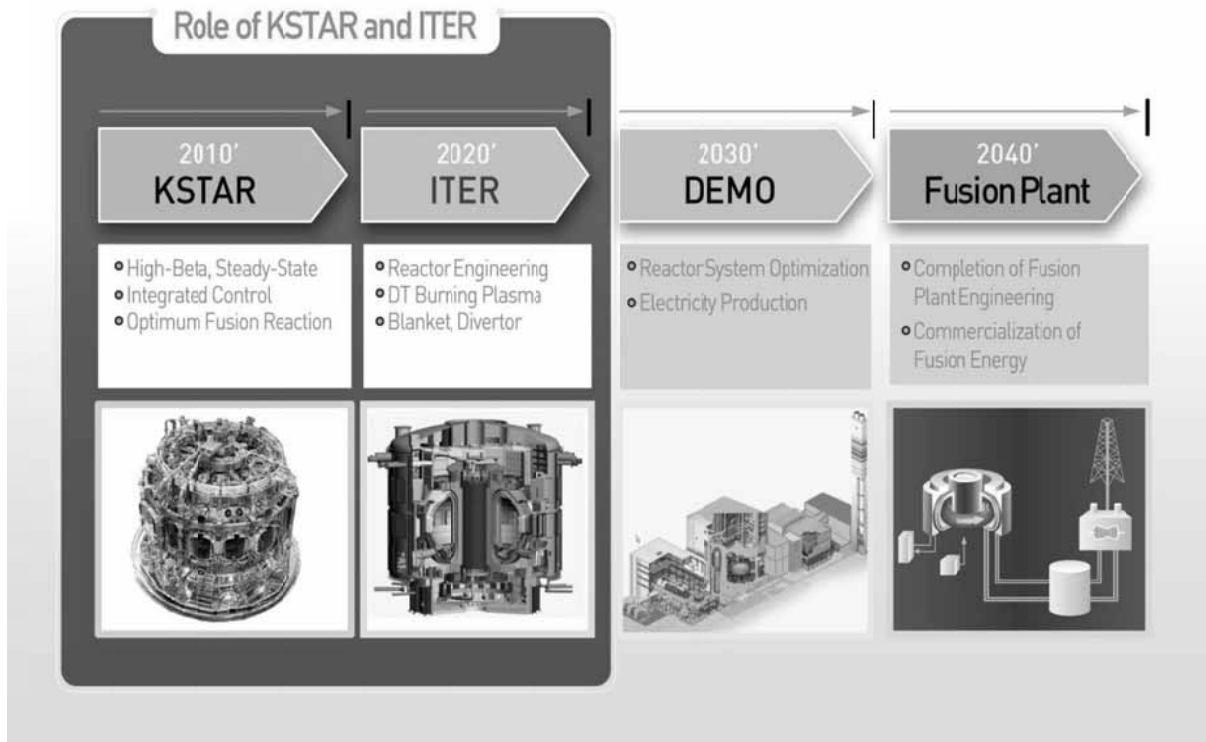 Role of KSTAR and ITER
2010'
KSTAR
High-Beta, Steady-State
Integrated Control
Optimum Fusion Reaction
2020'
ITER
Reactor Engineering
DT Burning Plasma
Blanket, Divertor
2030'
DEMO
Reactor System Optimization
Electricity Production
2040'
Fusion Plant
Completion of Fusion
Plant Engineering
Commercialization of
Fusion Energy